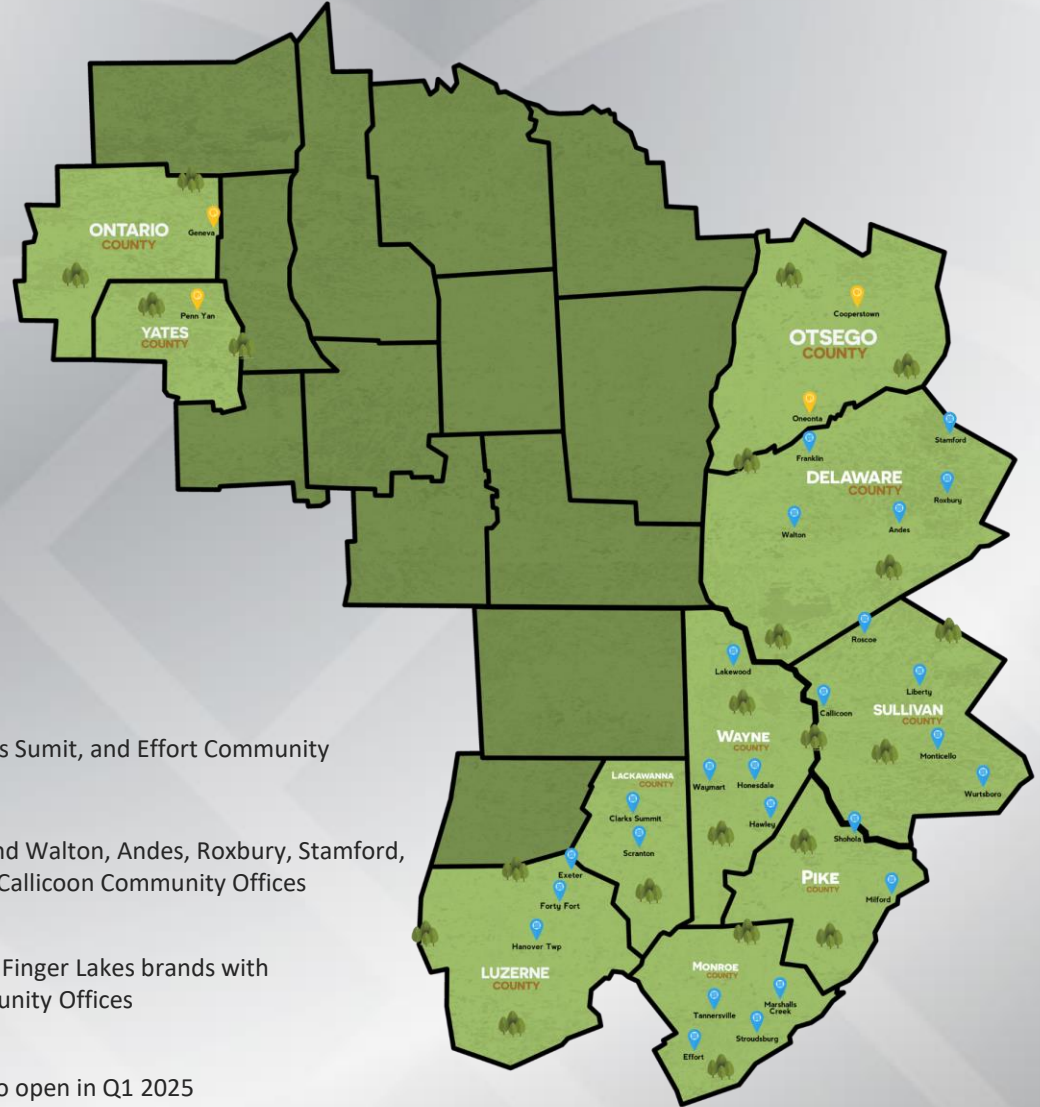 ONTARIO
COUNTY
Geneva
Penn Yan
YATES
COUNTY
Cooperstown
OTSEGO
COUNTY
Oneonta
Stamford
Franklin
DELAWARE
COUNTY
Roxbury
Walton
Andes
Roscoe
Lakewood
Liberty
Callicoon
SULLIVAN
COUNTY
Monticello
WAYNE
COUNTY
Waymart
Honesdale
Wurtsboro
Hawley
LACKAWANNA
COUNTY
Clarks Summit
Scranton
Shohola
Exeter
PIKE
COUNTY
Milford
Forty Fort
Hanover Twp
LUZERNE
COUNTY
MONROE
COUNTY
Marshalls
Creek
Tannersville
Stroudsburg
Effort
s Sumit, and Effort Community
nd Walton, Andes, Roxbury, Stamford,
Callicoon Community Offices
Finger Lakes brands with
unity Offices
o open in Q1 2025